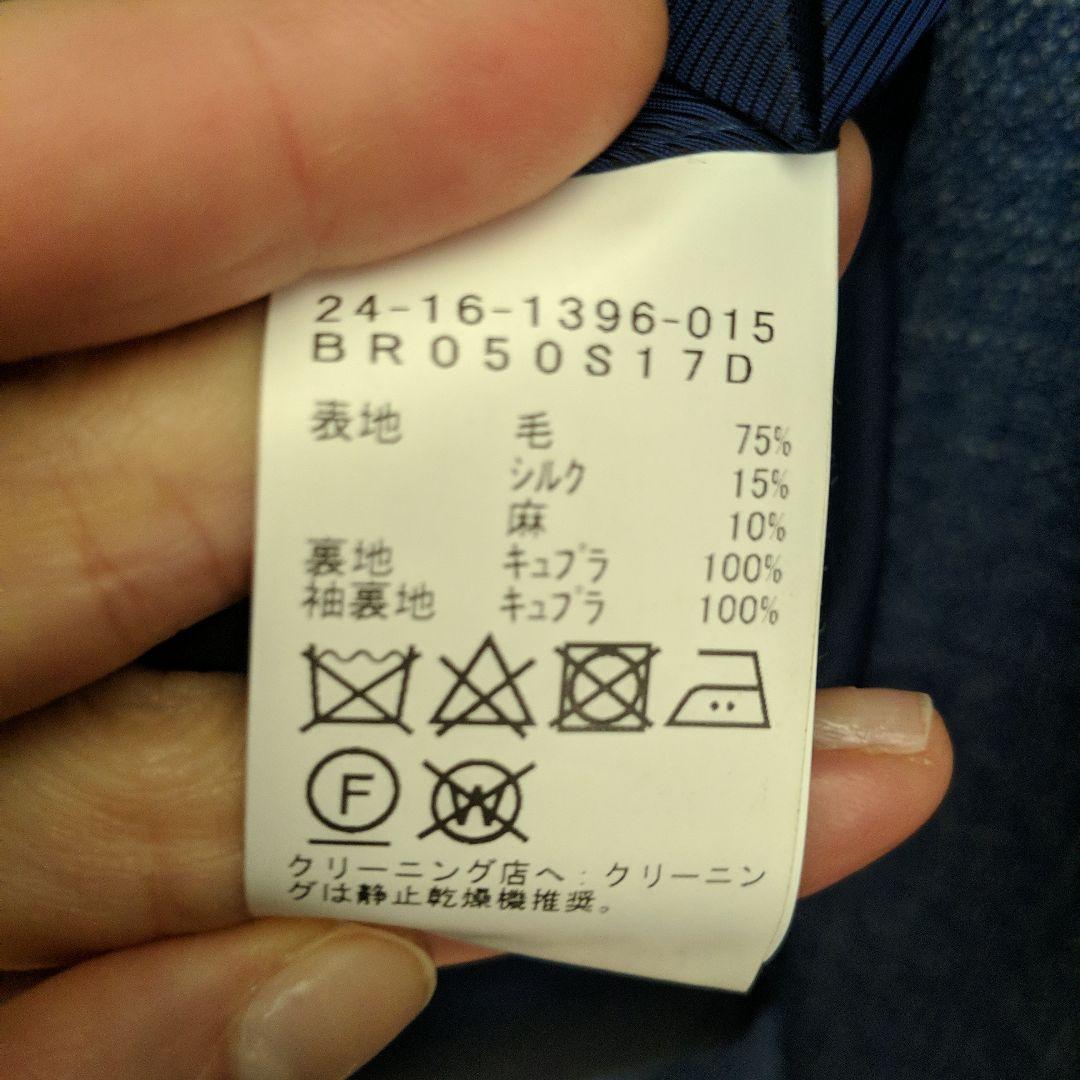 24-16-1396-015
BR050S17D
表地 毛 75%
シルク 15%
麻 10%
裏地 キュプラ 100%
袖裏地 キュプラ 100%
F W
クリーニング店へ:クリーニン
グは静止乾燥機推奨。